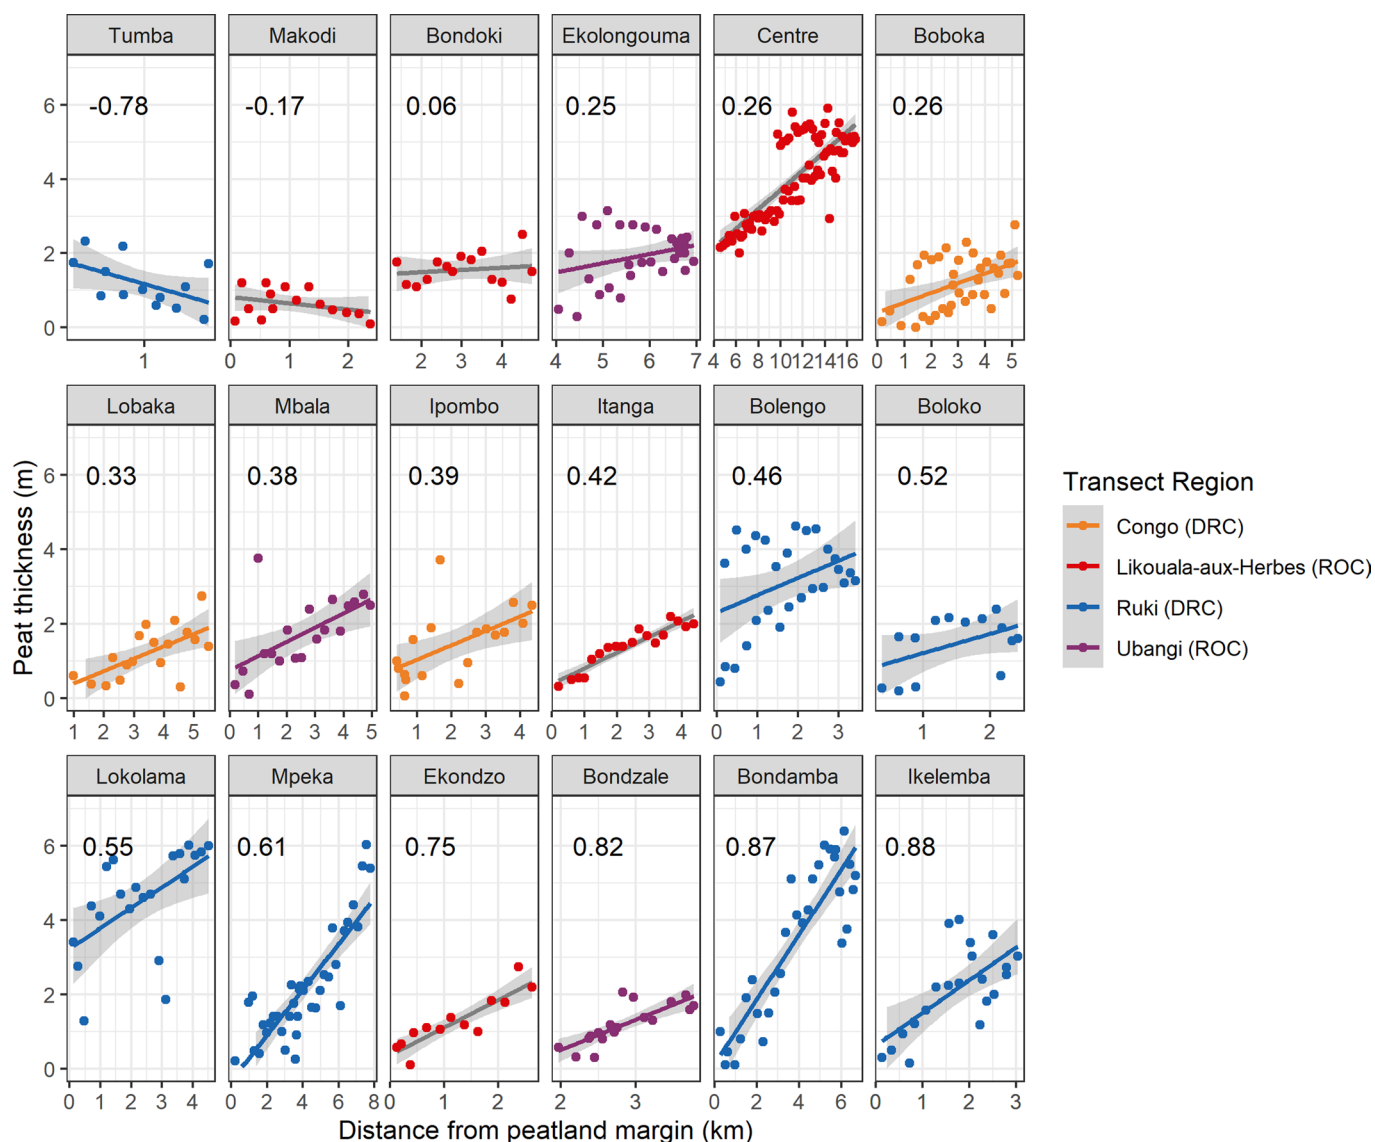 Tumba Makodi Bondoki Ekolongouma Centre Boboka
-0.78 -0.17 0.06 0.25 0.26 0.26
6
4
2
0
1 0 1 2 2 3 4 4 5 6 7 4 6 8 10 12 14 16 0 1 2 3 4 5
Lobaka Mbala Ipombo Itanga Bolengo Boloko
0.33 0.38 0.39 0.42 0.46 0.52
6
4
2
0
1 2 3 4 5 0 1 2 3 4 5 1 2 3 4 0 1 2 3 4 0 1 2 3 1 2
Lokolama Mpeka Ekondzo Bondzale Bondamba Ikelemba
0.55 0.61 0.75 0.82 0.87 0.88
6
4
2
0
0 1 2 3 4 0 2 4 6 8 0 1 2 2 3 0 2 4 6 0 1 2 3
Peat thickness (m)
Distance from peatland margin (km)
Transect Region
Congo (DRC)
Likouala-aux-Herbes (ROC)
Ruki (DRC)
Ubangi (ROC)